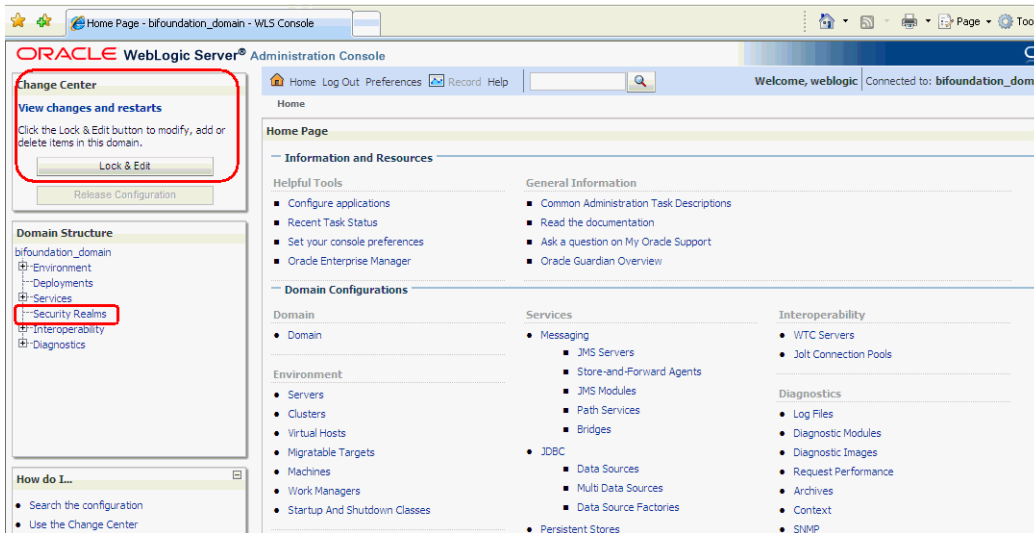 Home Page - bifoundation_domain - WLS Console
Page
ORACLE WebLogic Server® Administration Console
Change Center
View changes and restarts
Click the Lock & Edit button to modify, add or
delete items in this domain.
Lock & Edit
Release Configuration
Domain Structure
bifoundation_domain
Environment
Deployments
Services
Security Realms
Interoperability
Diagnostics
How do I...
Search the configuration
Use the Change Center
Home Log Out Preferences Record Help
Welcome, weblogic Connected to: bifoundation_dom
Home
Home Page
Information and Resources
Helpful Tools
Configure applications
Recent Task Status
Set your console preferences
Oracle Enterprise Manager
General Information
Common Administration Task Descriptions
Read the documentation
Ask a question on My Oracle Support
Oracle Guardian Overview
Domain Configurations
Domain
Domain
Environment
Servers
Clusters
Virtual Hosts
Migratable Targets
Machines
Work Managers
Startup And Shutdown Classes
Services
Messaging
JMS Servers
Store-and-Forward Agents
JMS Modules
Path Services
Bridges
JDBC
Data Sources
Multi Data Sources
Data Source Factories
Persistent Stores
Interoperability
WTC Servers
Jolt Connection Pools
Diagnostics
Log Files
Diagnostic Modules
Diagnostic Images
Request Performance
Archives
Context
SNMP